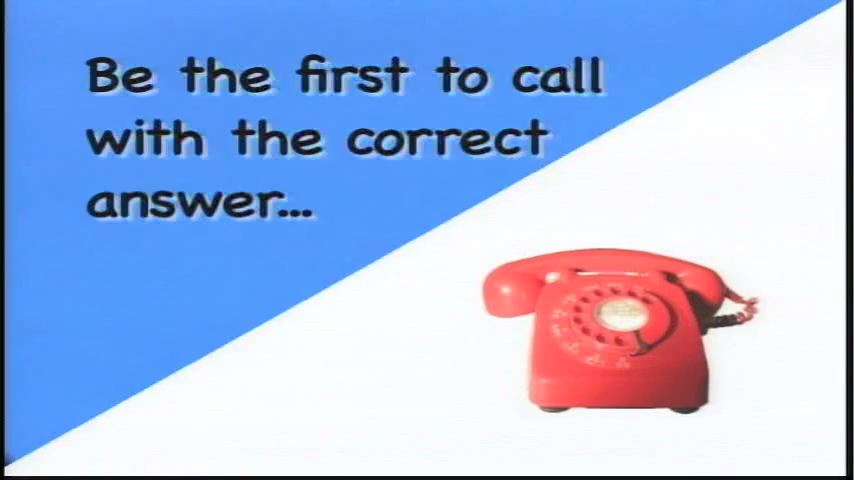 Be the first to call
with the correct
answer...